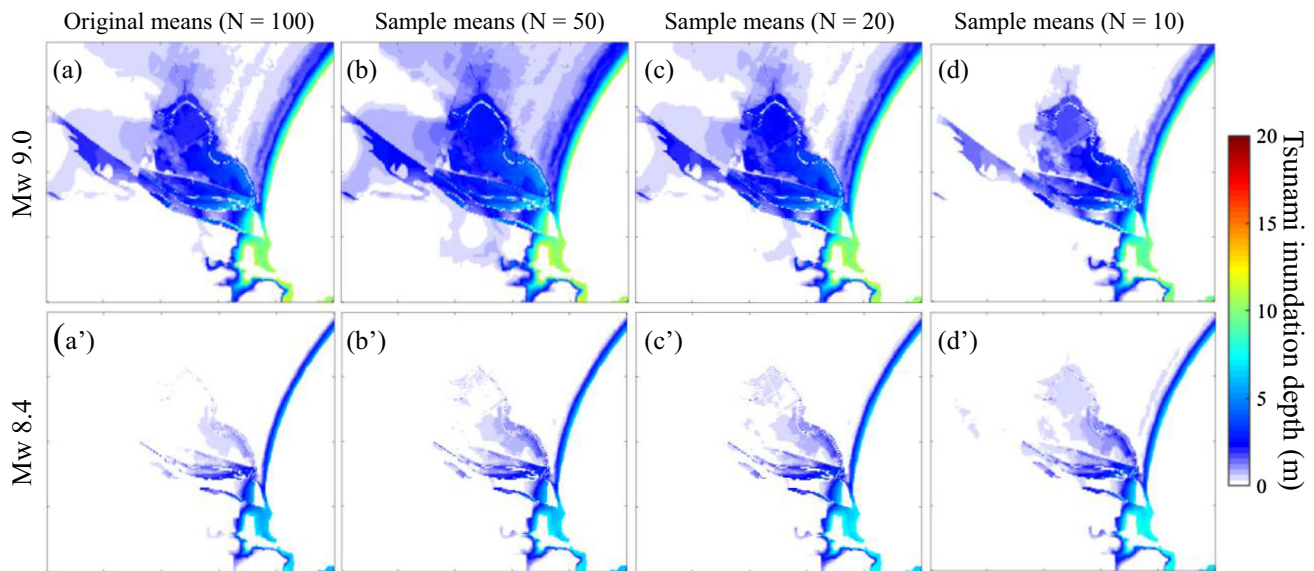 Original means (N = 100)
Sample means (N = 50)
Sample means (N = 20)
Sample means (N = 10)
Mw 9.0
(a)
(b)
(c)
(d)
Mw 8.4
(a’)
(b’)
(c’)
(d’)
20
15
10
5
0
Tsunami inundation depth (m)